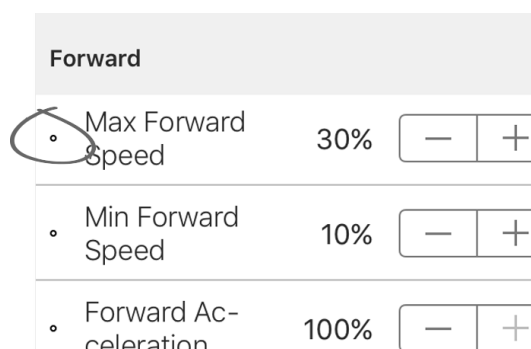 Forward
Max Forward
Speed
30%
Min Forward
Speed
10%
Forward Ac-
celeration
100%